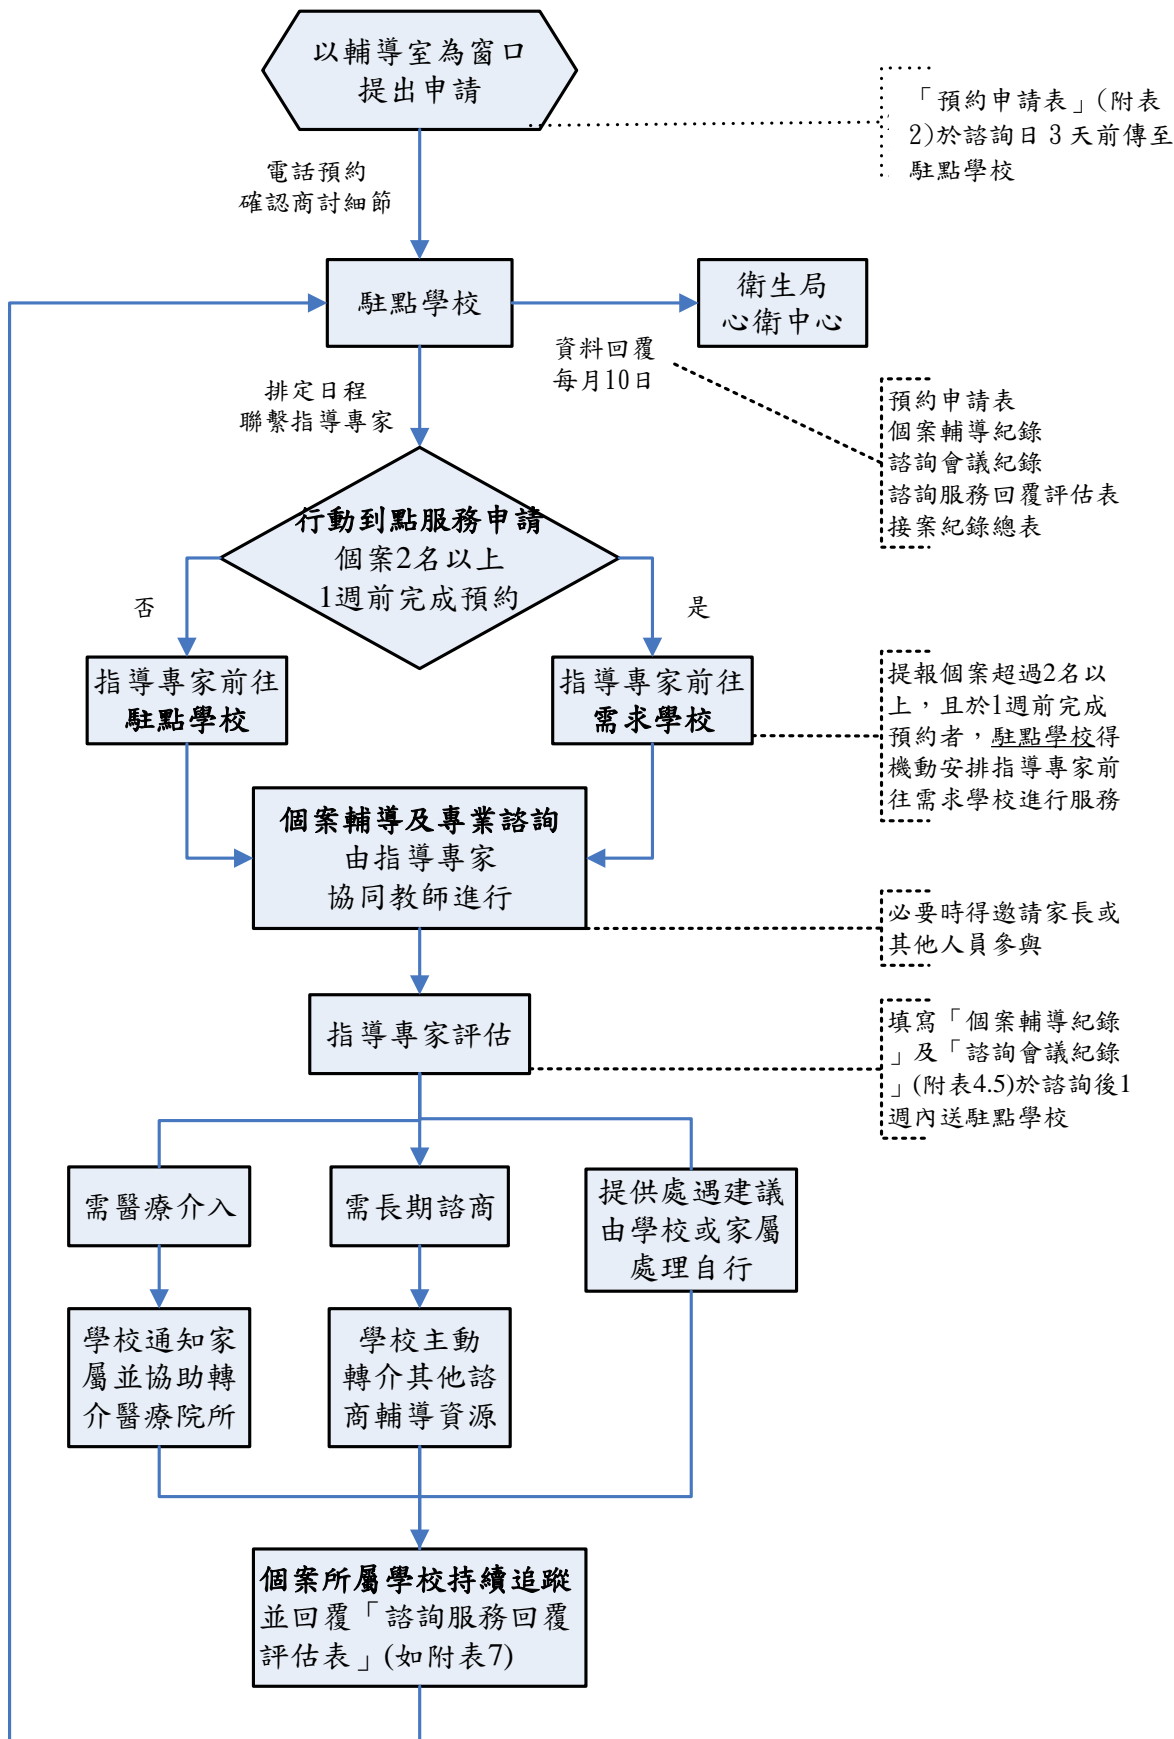 以輔導室為窗口
提出申請
「預約申請表」(附表
2)於諮詢日 3 天前傳至
駐點學校
電話預約
確認商討細節
駐點學校
衛生局
心衛中心
資料回覆
每月10日
排定日程
聯繫指導專家
預約申請表
個案輔導紀錄
諮詢會議紀錄
諮詢服務回覆評估表
接案紀錄總表
行動到點服務申請
個案2名以上
1週前完成預約
否
是
指導專家前往
駐點學校
指導專家前往
需求學校
提報個案超過2名以
上，且於1週前完成
預約者，駐點學校得
機動安排指導專家前
往需求學校進行服務
個案輔導及專業諮詢
由指導專家
協同教師進行
必要時得邀請家長或
其他人員參與
指導專家評估
填寫「個案輔導紀錄
」及「諮詢會議紀錄
」(附表4.5)於諮詢後1
週內送駐點學校
需醫療介入
需長期諮商
提供處遇建議
由學校或家屬
處理自行
學校通知家
屬並協助轉
介醫療院所
學校主動
轉介其他諮
商輔導資源
個案所屬學校持續追蹤
並回覆「諮詢服務回覆
評估表」(如附表7)